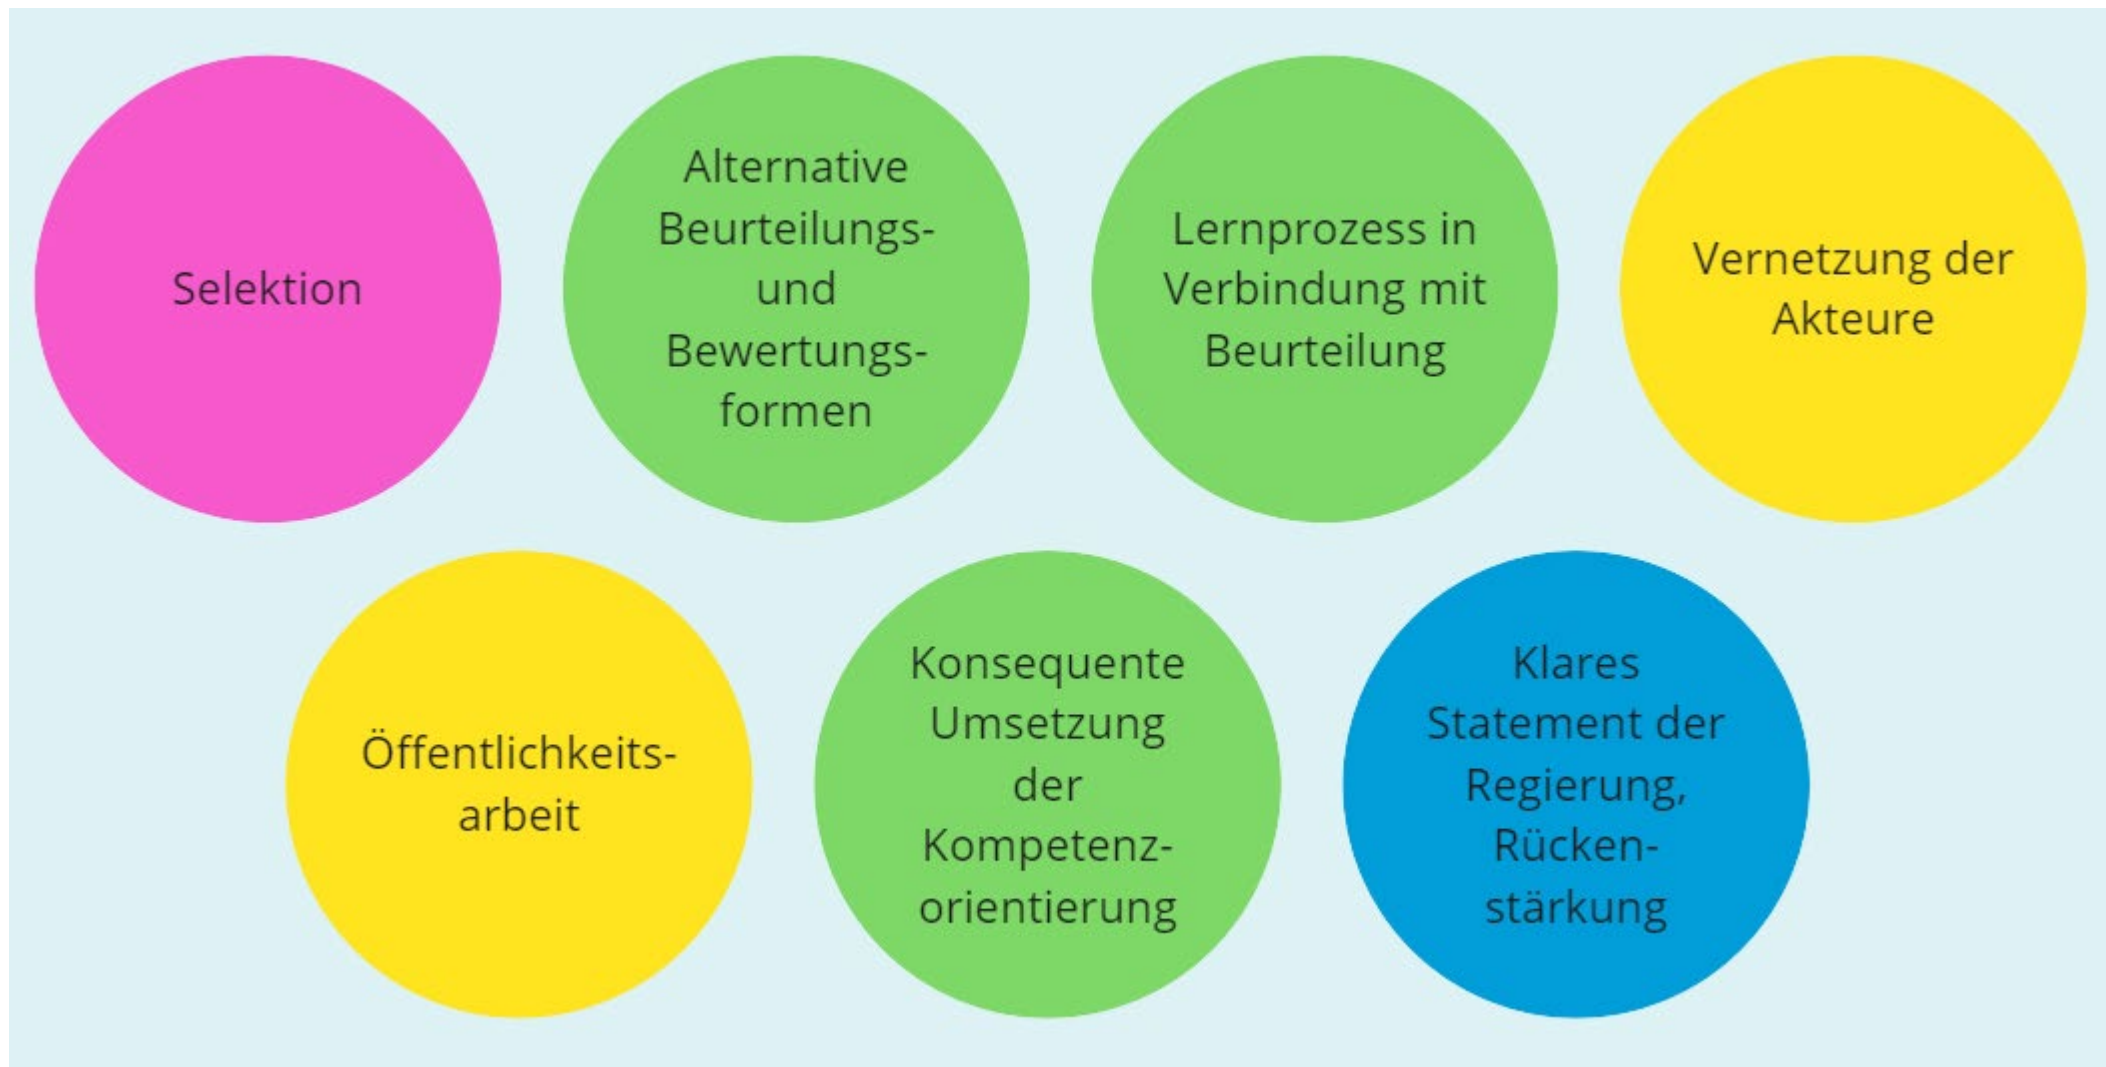 Selektion
Alternative
Beurteilungs-
und
Bewertungs-
formen
Lernprozess in
Verbindung mit
Beurteilung
Vernetzung der
Akteure
Öffentlichkeits-
arbeit
Konsequente
Umsetzung
der
Kompetenz-
orientierung
Klares
Statement der
Regierung,
Rücken-
stärkung